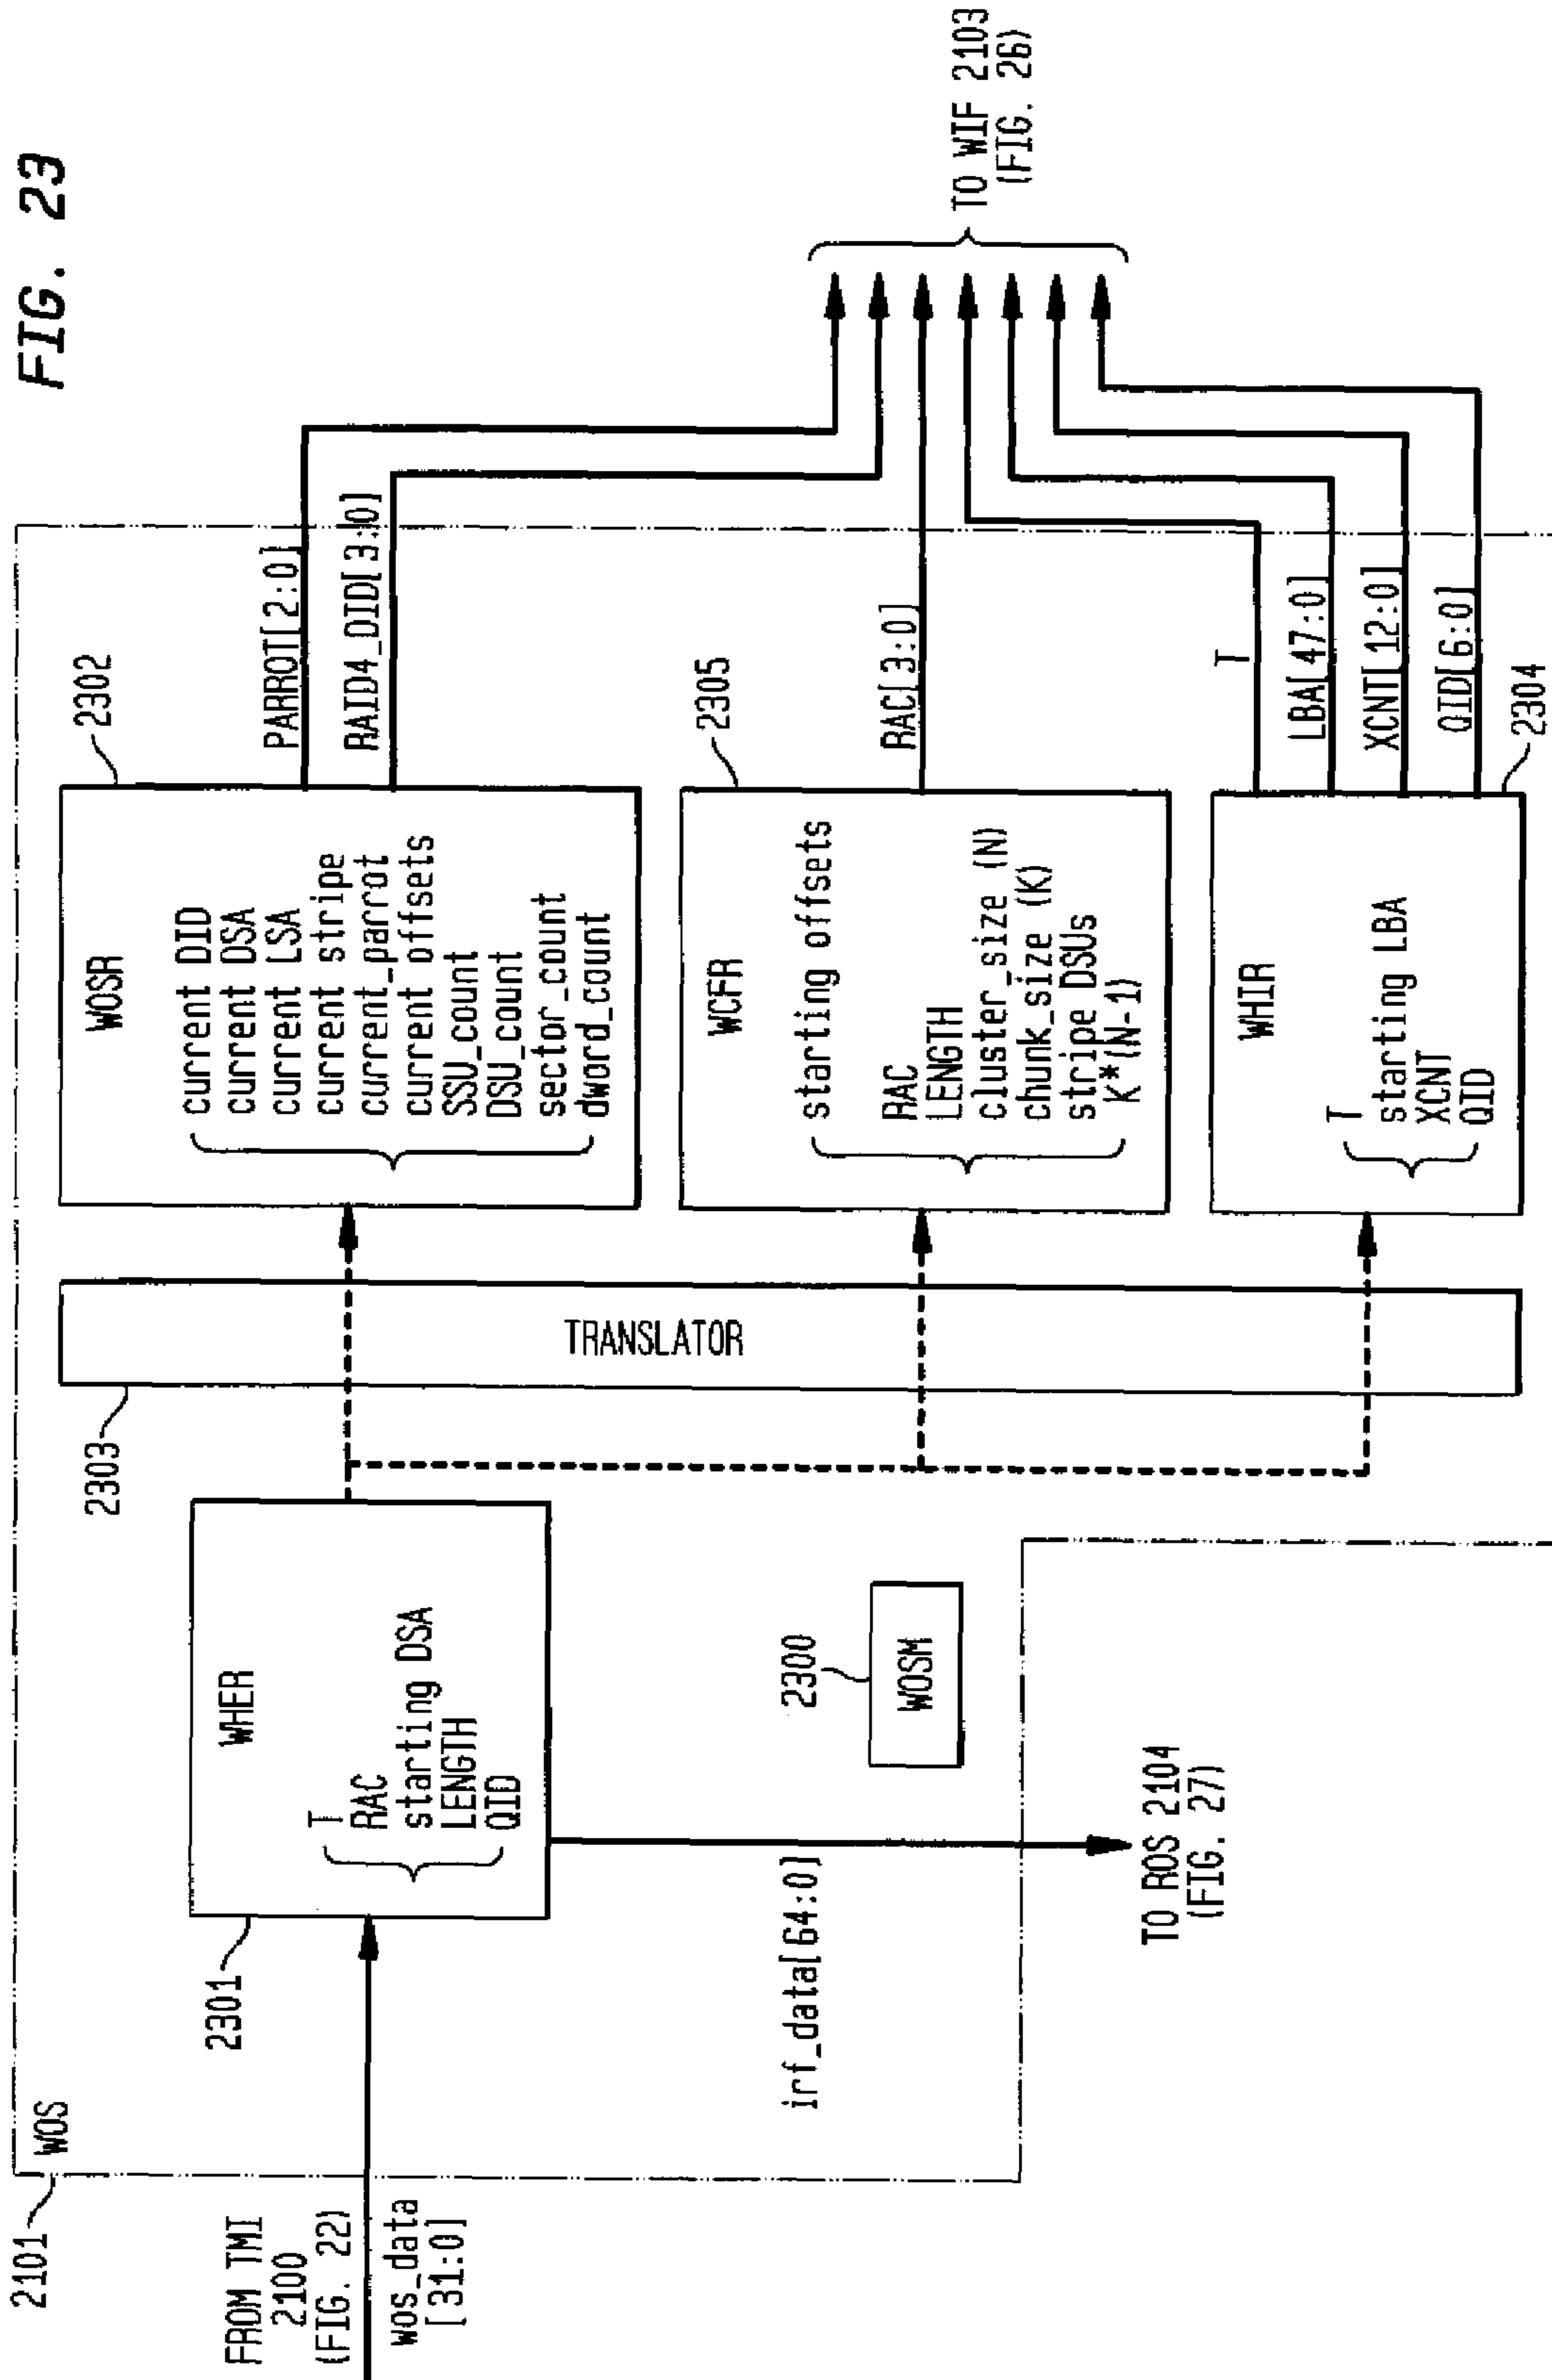 FIG. 23
2101
WOS
FROM TMI
2100
(FIG. 22)
wos_data
[31:0]
2301
WHER
T
RAC
starting DSA
LENGTH
QID
irf_data[64:0]
TO ROS 2104
(FIG. 27)
2300
WOSM
2303
TRANSLATOR
2302
WOSR
current DID
current DSA
current LSA
current stripe
current_parrot
current offsets
SSU_count
DSU_count
sector_count
dword_count
PARROT[2:0]
RAID4_DID[3:0]
2305
WCFR
starting offsets
RAC
LENGTH
cluster_size (N)
chunk_size (K)
stripe DSUs
K*(N-1)
RAC[3:0]
WHIR
T
starting LBA
XCNT
QID
T
LBA[47:0]
XCNT[12:0]
QID[6:0]
2304
TO WIF 2103
(FIG. 26)